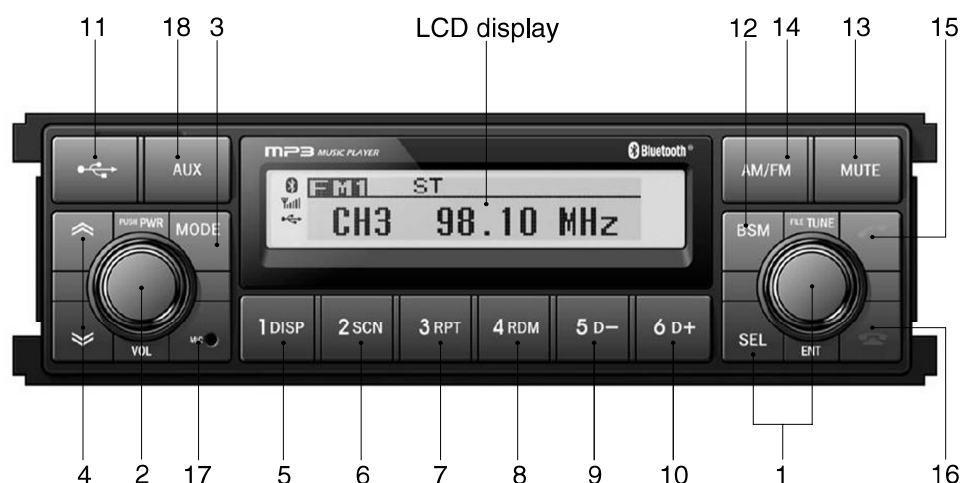 11 18 3 LCD display 12 14 13 15
MP3 MUSIC PLAYER Bluetooth®
AUX AM/FM MUTE
FM1 ST
PUSH PWR MODE BSM FILE TUNE
CH3 98.10 MHz
1 DISP 2 SCN 3 RPT 4 RDM 5 D− 6 D+
MIC SEL
VOL ENT
4 2 17 5 6 7 8 9 10 1 16